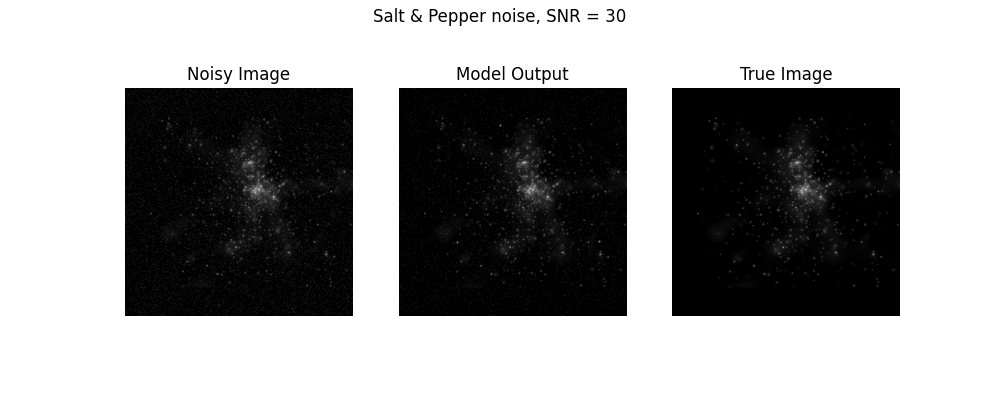 Salt & Pepper noise, SNR = 30
Noisy Image
Model Output
True Image